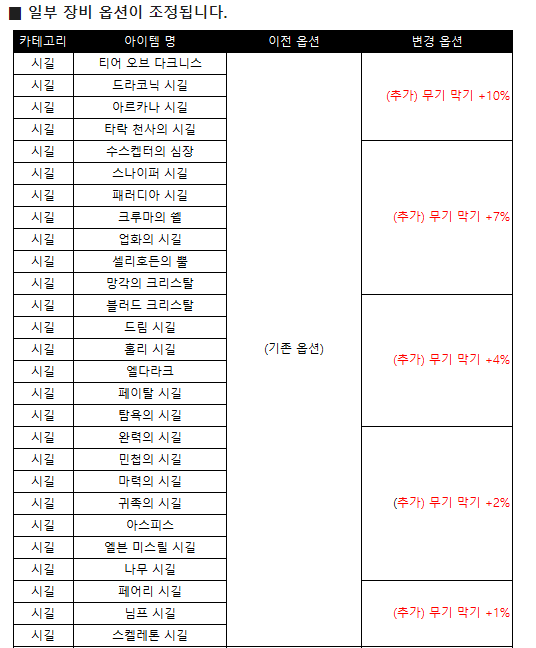 ■ 일부 장비 옵션이 조정됩니다.
카테고리 아이템 명 이전 옵션 변경 옵션
시길 티어 오브 다크니스
시길 드라코닉 시길
(추가) 무기 막기 +10%
시길 아르카나 시길
시길 타락 천사의 시길
시길 수스켑터의 심장
시길 스나이퍼 시길
시길 패러디아 시길
시길 크루마의 쉘 (추가) 무기 막기 +7%
시길 업화의 시길
시길 셀리호든의 뿔
시길 망각의 크리스탈
시길 블러드 크리스탈
시길 드림 시길
시길 홀리 시길 (기존 옵션)
시길 엘다라크 (추가) 무기 막기 +4%
시길 페이탈 시길
시길 탐욕의 시길
시길 완력의 시길
시길 민첩의 시길
시길 마력의 시길
시길 귀족의 시길 (추가) 무기 막기 +2%
시길 아스피스
시길 엘븐 미스릴 시길
시길 나무 시길
시길 페어리 시길
시길 님프 시길 (추가) 무기 막기 +1%
시길 스켈레톤 시길